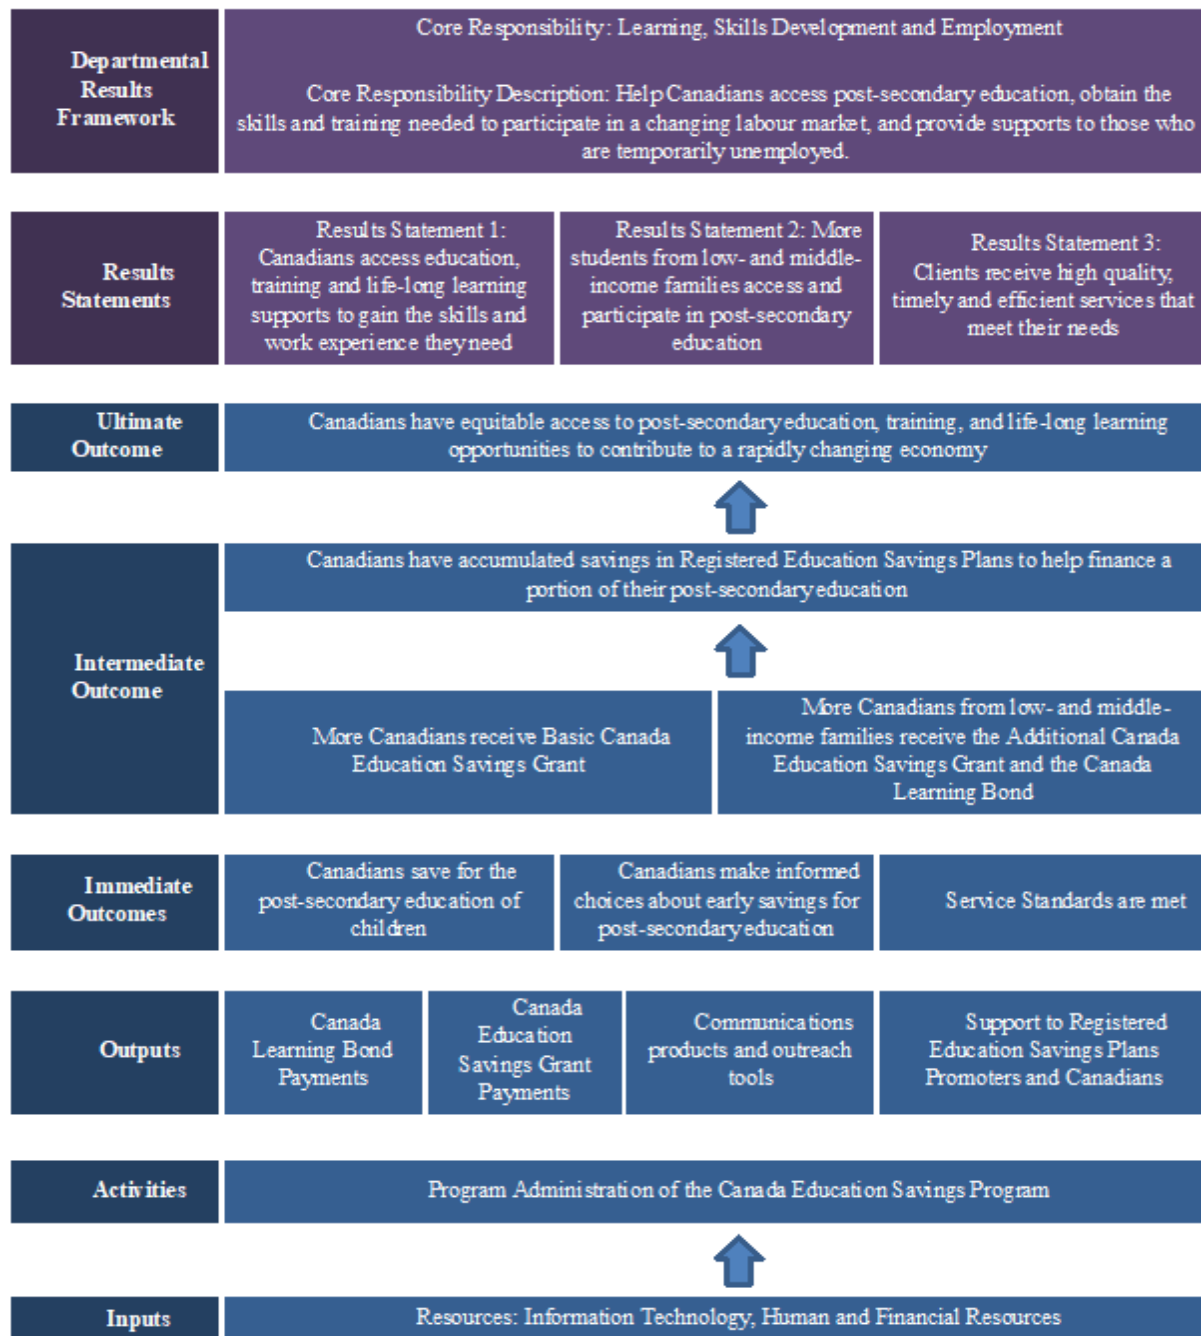 Departmental
Results
Framework
Core Responsibility: Learning, Skills Development and Employment
Core Responsibility Description: Help Canadians access post-secondary education, obtain the
skills and training needed to participate in a changing labour market, and provide supports to those who
are temporarily unemployed.
Results
Statements
Results Statement 1:
Canadians access education,
training and life-long learning
supports to gain the skills and
work experience they need
Results Statement 2: More
students from low- and middle-
income families access and
participate in post-secondary
education
Results Statement 3:
Clients receive high quality,
timely and efficient services that
meet their needs
Ultimate
Outcome
Canadians have equitable access to post-secondary education, training, and life-long learning
opportunities to contribute to a rapidly changing economy
Intermediate
Outcome
Canadians have accumulated savings in Registered Education Savings Plans to help finance a
portion of their post-secondary education
More Canadians receive Basic Canada
Education Savings Grant
More Canadians from low- and middle-
income families receive the Additional Canada
Education Savings Grant and the Canada
Learning Bond
Immediate
Outcomes
Canadians save for the
post-secondary education of
children
Canadians make informed
choices about early savings for
post-secondary education
Service Standards are met
Outputs
Canada
Learning Bond
Payments
Canada
Education
Savings Grant
Payments
Communications
products and outreach
tools
Support to Registered
Education Savings Plans
Promoters and Canadians
Activities
Program Administration of the Canada Education Savings Program
Inputs
Resources: Information Technology, Human and Financial Resources